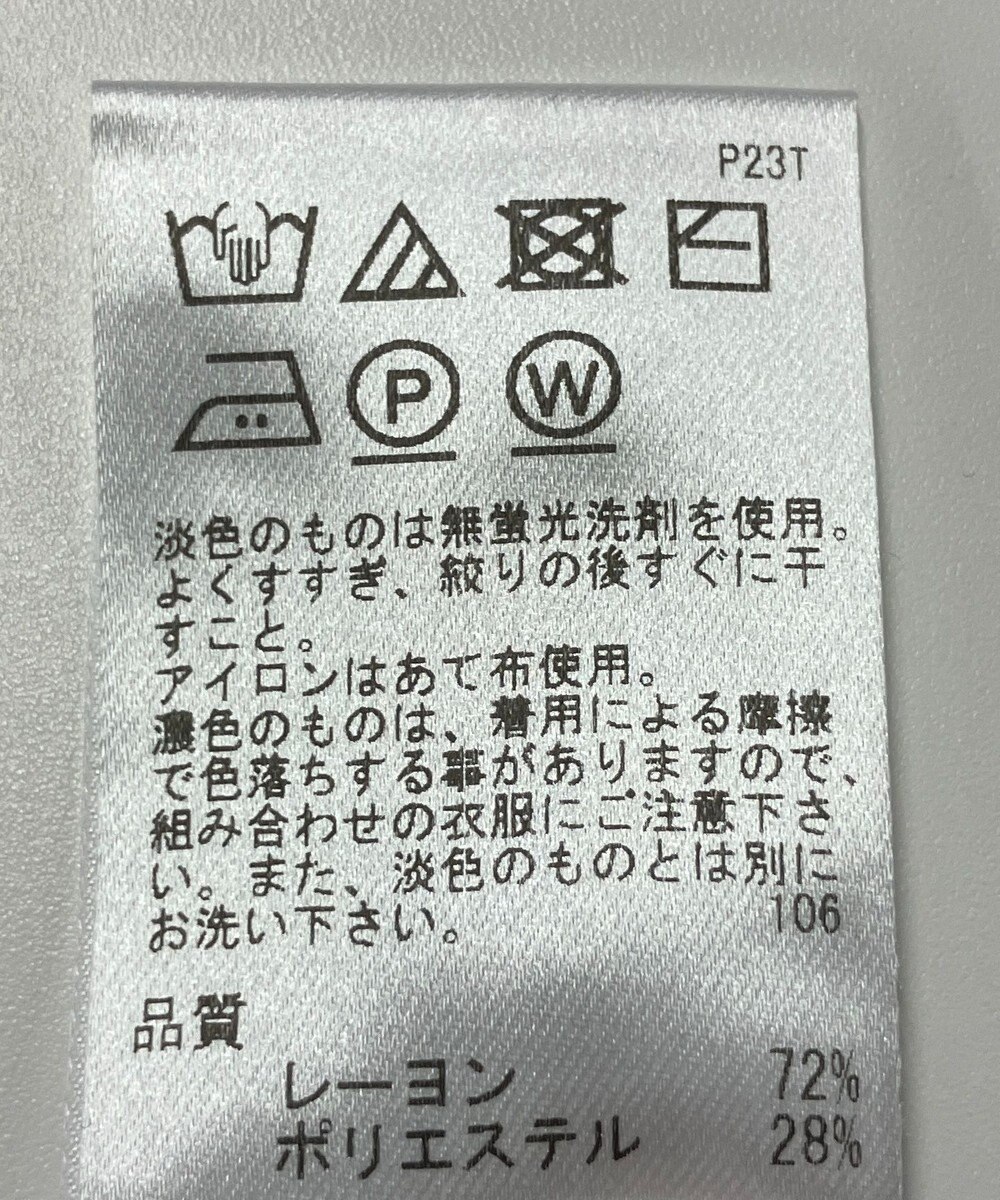 P23T
P W
淡色のものは無蛍光洗剤を使用。
よくすすぎ、絞りの後すぐに干
すこと。
アイロンはあて布使用。
濃色のものは、着用による摩擦
で色落ちする事がありますので、
組み合わせの衣服にご注意下さ
い。また、淡色のものとは別に
お洗い下さい。 106
品質
レーヨン 72%
ポリエステル 28%